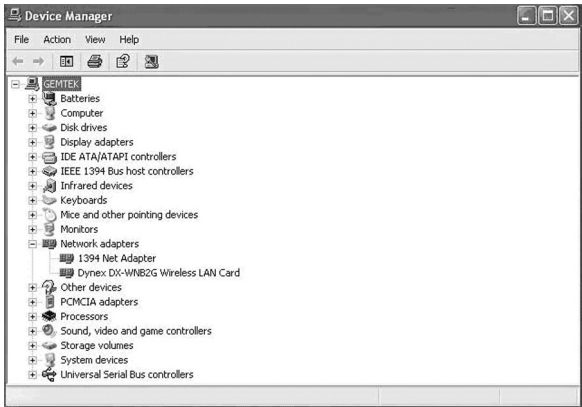 Device Manager
File Action View Help
GEMTEK
Batteries
Computer
Disk drives
Display adapters
IDE ATA/ATAPI controllers
IEEE 1394 Bus host controllers
Infrared devices
Keyboards
Mice and other pointing devices
Monitors
Network adapters
1394 Net Adapter
Dynex DX-WNB2G Wireless LAN Card
Other devices
PCMCIA adapters
Processors
Sound, video and game controllers
Storage volumes
System devices
Universal Serial Bus controllers